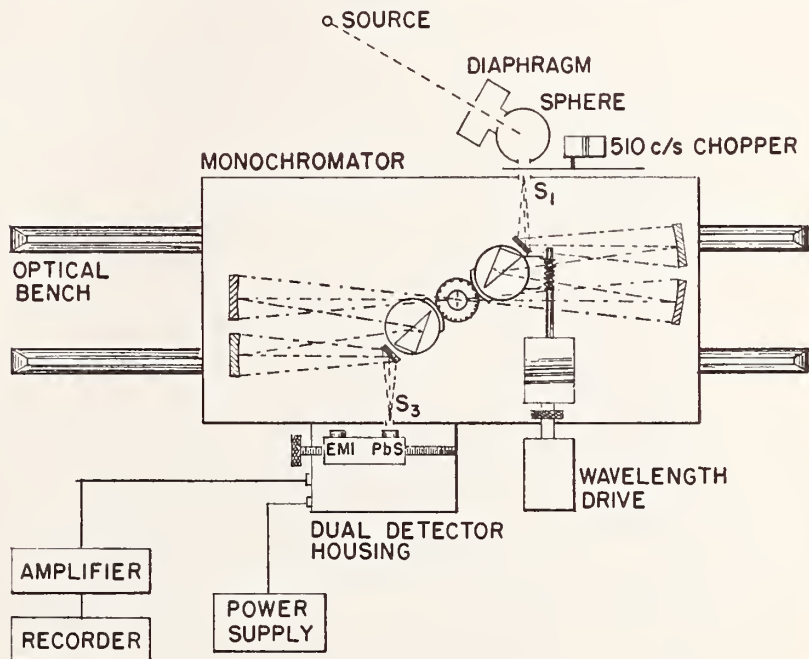 SOURCE
DIAPHRAGM
SPHERE
510 c/s CHOPPER
MONOCHROMATOR
S₁
OPTICAL
BENCH
S₃
EMI PbS
WAVELENGTH
DRIVE
DUAL DETECTOR
HOUSING
AMPLIFIER
POWER
SUPPLY
RECORDER